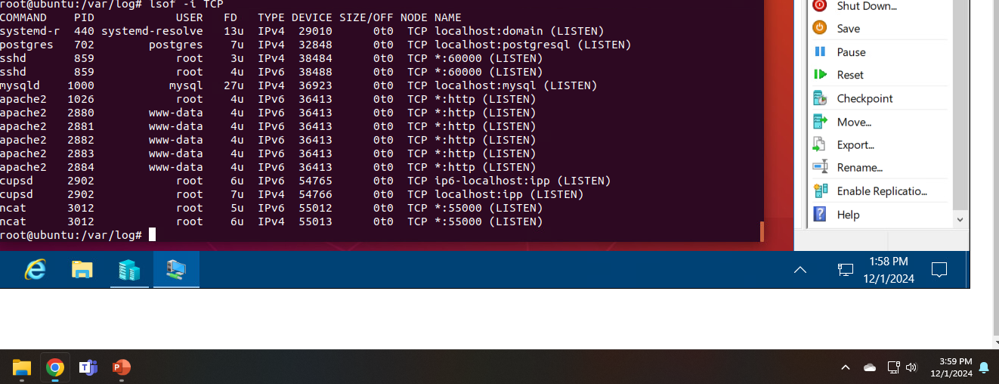 root@ubuntu:/var/log# lsof -i TCP
COMMAND     PID            USER   FD   TYPE DEVICE SIZE/OFF NODE NAME
systemd-r   440 systemd-resolve   13u  IPv4  29010      0t0  TCP localhost:domain (LISTEN)
postgres    702        postgres    7u  IPv4  32848      0t0  TCP localhost:postgresql (LISTEN)
sshd        859            root    3u  IPv4  38484      0t0  TCP *:60000 (LISTEN)
sshd        859            root    4u  IPv6  38488      0t0  TCP *:60000 (LISTEN)
mysqld     1000           mysql   27u  IPv4  36923      0t0  TCP localhost:mysql (LISTEN)
apache2    1026            root    4u  IPv6  36413      0t0  TCP *:http (LISTEN)
apache2    2880        www-data    4u  IPv6  36413      0t0  TCP *:http (LISTEN)
apache2    2881        www-data    4u  IPv6  36413      0t0  TCP *:http (LISTEN)
apache2    2882        www-data    4u  IPv6  36413      0t0  TCP *:http (LISTEN)
apache2    2883        www-data    4u  IPv6  36413      0t0  TCP *:http (LISTEN)
apache2    2884        www-data    4u  IPv6  36413      0t0  TCP *:http (LISTEN)
cupsd      2902            root    6u  IPv6  54765      0t0  TCP ip6-localhost:ipp (LISTEN)
cupsd      2902            root    7u  IPv4  54766      0t0  TCP localhost:ipp (LISTEN)
ncat       3012            root    5u  IPv6  55012      0t0  TCP *:55000 (LISTEN)
ncat       3012            root    6u  IPv4  55013      0t0  TCP *:55000 (LISTEN)
root@ubuntu:/var/log#
Shut Down...
Save
Pause
Reset
Checkpoint
Move...
Export...
Rename...
Enable Replicatio...
Help
1:58 PM
12/1/2024
3:59 PM
12/1/2024